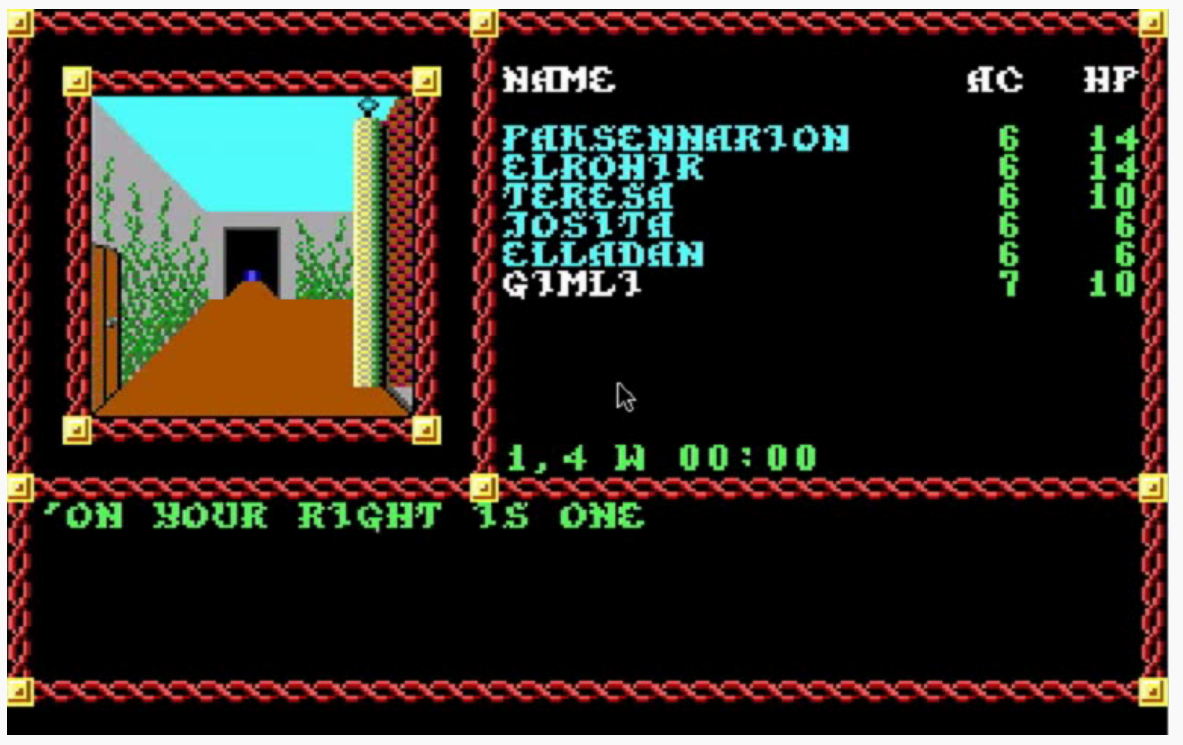 NAME AC HP
PAKSENNARION 6 14
ELROHIR 6 14
TERESA 6 10
JOSITA 6 6
ELLADAN 6 6
GIMLI 7 10
1,4 W 00:00
'ON YOUR RIGHT IS ONE